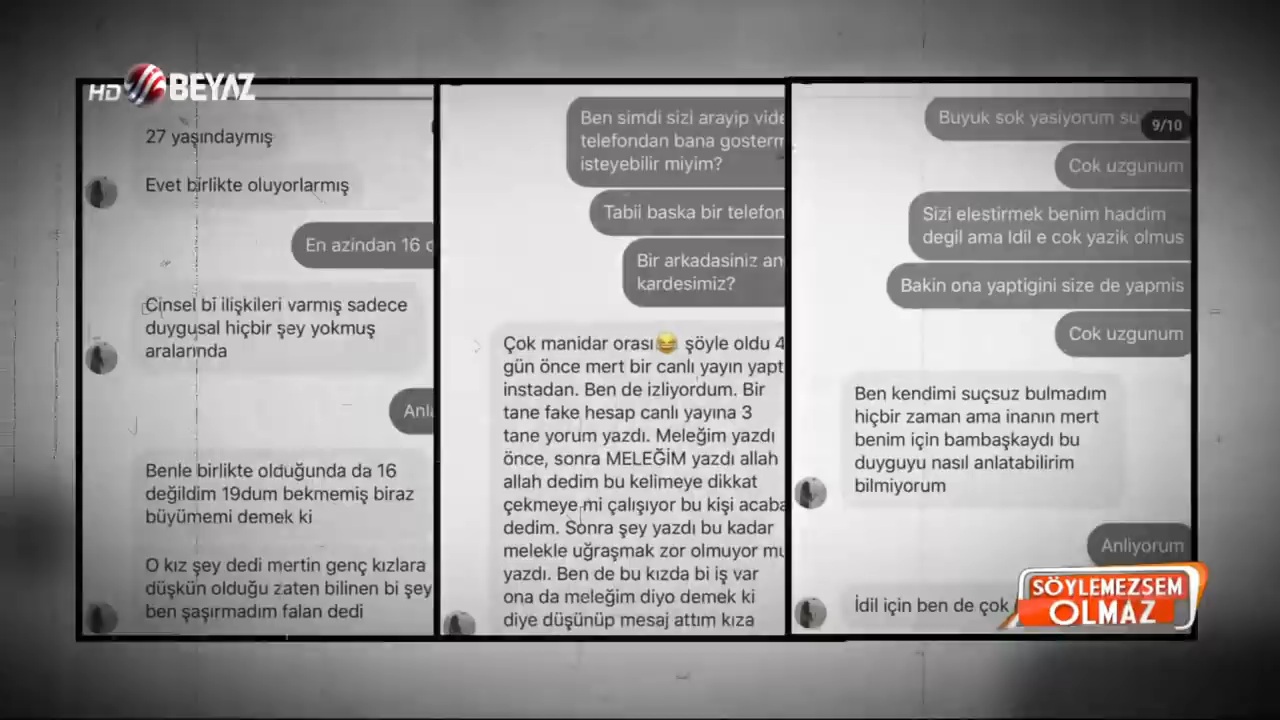 HD BEYAZ
27 yaşındaymış
Evet birlikte oluyorlarmış
En azindan 16
Cinsel bi ilişkileri varmış sadece
duygusal hiçbir şey yokmuş
aralarında
Benle birlikte olduğunda da 16
değildim 19dum bekmemiş biraz
büyümemi demek ki
O kız şey dedi mertin genç kızlara
düşkün olduğu zaten bilinen bi şey
ben şaşırmadım falan dedi
Ben simdi sizi arayip
telefondan bana
isteyebilir miyim?
Tabii baska bir telefon
Bir arkadasiniz
kardesimiz?
Çok manidar orası😂 şöyle oldu 4
gün önce mert bir canlı yayın yapt
instadan. Ben de izliyordum. Bir
tane fake hesap canlı yayına 3
tane yorum yazdı. Meleğim yazdı
önce, sonra MELEĞİM yazdı allah
allah dedim bu kelimeye dikkat
çekmeye mi çalışıyor bu kişi acaba
dedim. Sonra şey yazdı bu kadar
melekle uğraşmak zor olmuyor mu
yazdı. Ben de bu kızda bi iş var
ona da meleğim diyo demek ki
diye düşünüp mesaj attım kıza
Buyuk sok yasiyorum su
9/10
Cok uzgunum
Sizi elestirmek benim haddim
degil ama Idil e cok yazik olmus
Bakin ona yaptigini size de yapmis
Cok uzgunum
Ben kendimi suçsuz bulmadım
hiçbir zaman ama inanın mert
benim için bambaşkaydı bu
duyguyu nasıl anlatabilirim
bilmiyorum
Anliyorum
İdil için ben de çok
SÖYLEMEZSEM
OLMAZ